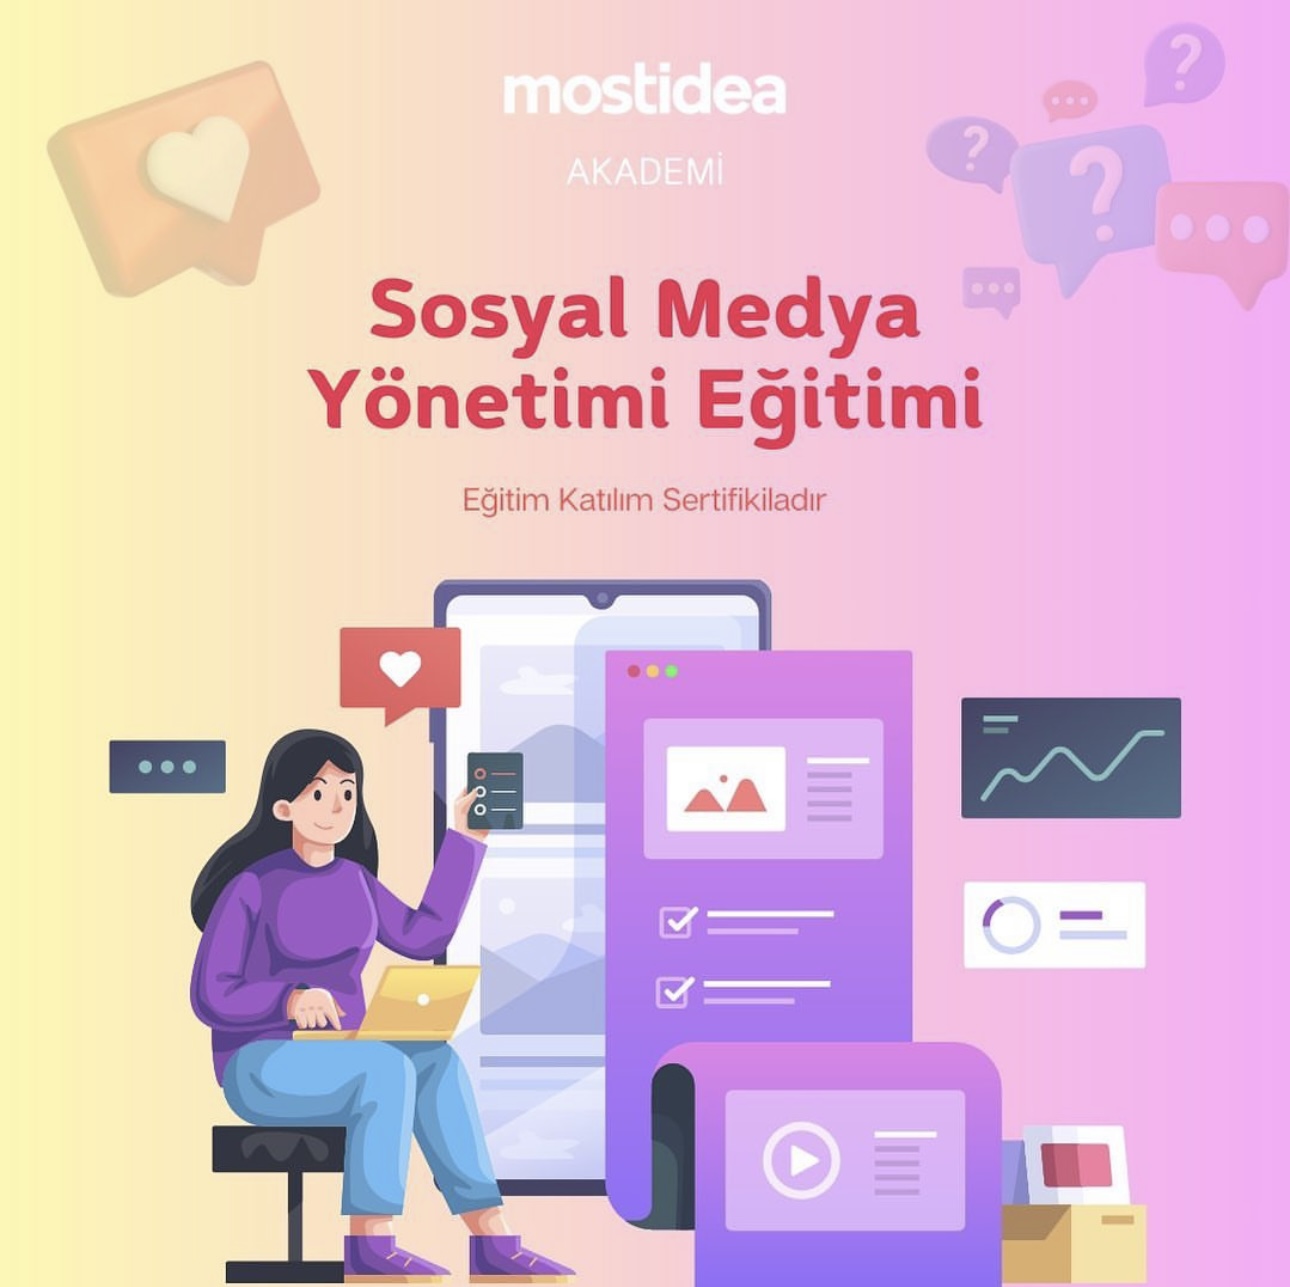 mostidea
AKADEMİ
Sosyal Medya
Yönetimi Eğitimi
Eğitim Katılım Sertifikiladır